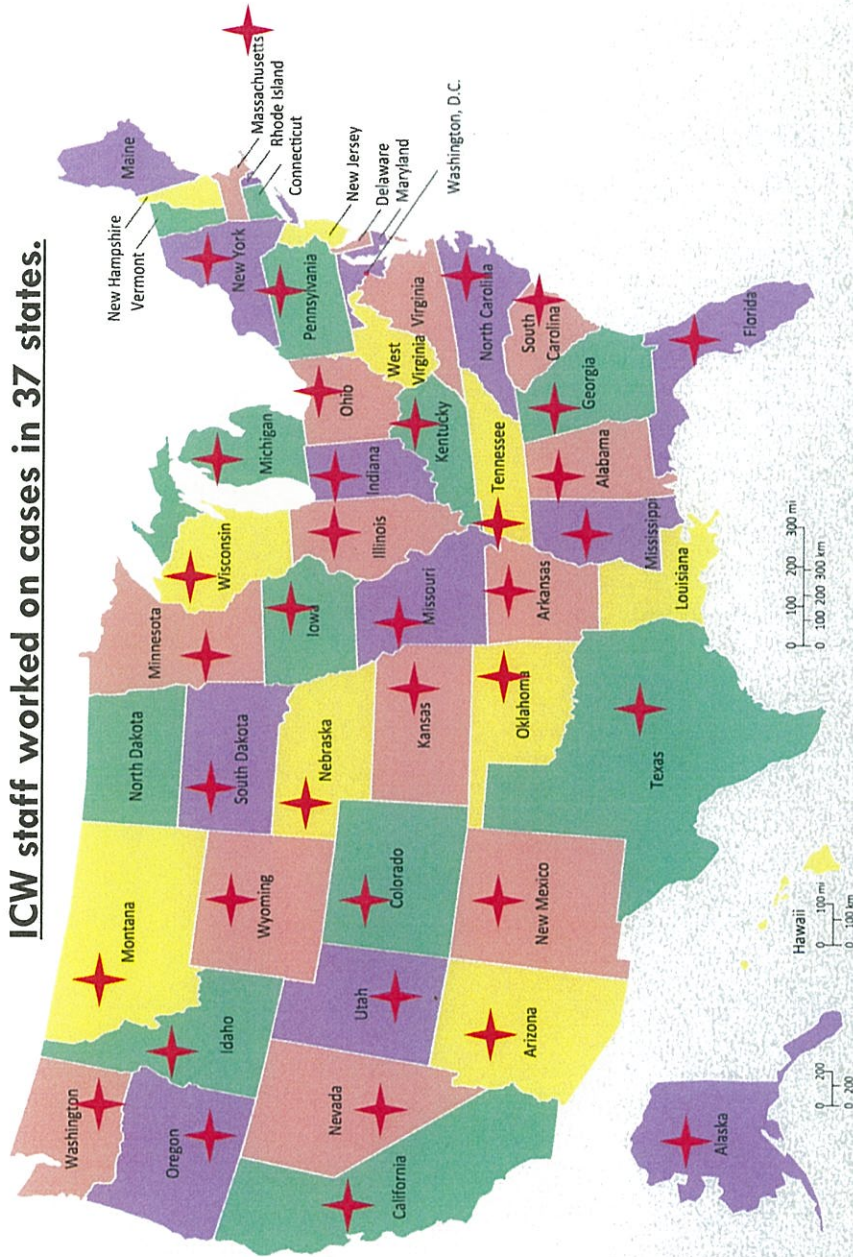 ICW staff worked on cases in 37 states.
Washington
Oregon
California
Nevada
Idaho
Montana
Wyoming
Utah
Arizona
Colorado
New Mexico
North Dakota
South Dakota
Nebraska
Kansas
Oklahoma
Texas
Minnesota
Iowa
Missouri
Arkansas
Louisiana
Wisconsin
Illinois
Michigan
Indiana
Ohio
Kentucky
Tennessee
Mississippi
Alabama
Georgia
Florida
South
Carolina
North Carolina
Virginia
West
Virginia
Pennsylvania
New York
New Hampshire
Vermont
Maine
Massachusetts
Rhode Island
Connecticut
New Jersey
Delaware
Maryland
Washington, D.C.
Alaska
0 200
0 200
Hawaii
0 100 mi
0 100 km
0 100 200 300 mi
0 100 200 300 km